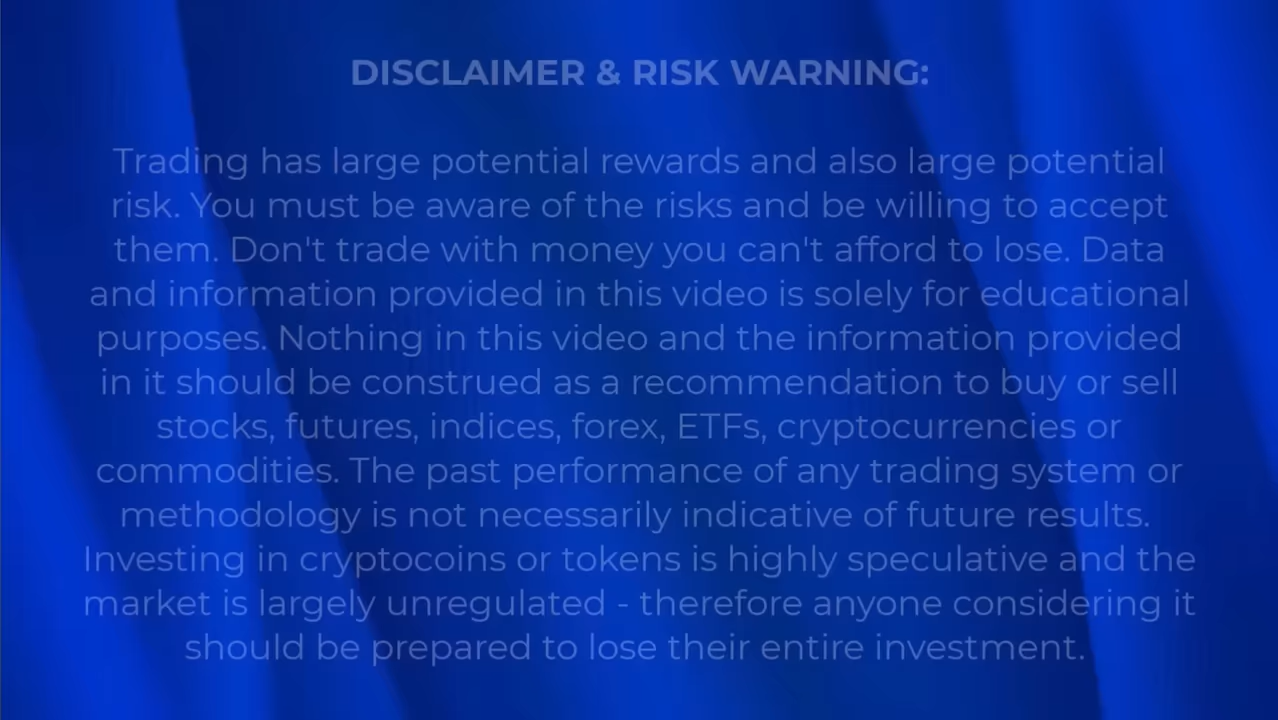 DISCLAIMER & RISK WARNING:
Trading has large potential rewards and also large potential
risk. You must be aware of the risks and be willing to accept
them. Don't trade with money you can't afford to lose. Data
and information provided in this video is solely for educational
purposes. Nothing in this video and the information provided
in it should be construed as a recommendation to buy or sell
stocks, futures, indices, forex, ETFs, cryptocurrencies or
commodities. The past performance of any trading system or
methodology is not necessarily indicative of future results.
Investing in cryptocoins or tokens is highly speculative and the
market is largely unregulated - therefore anyone considering it
should be prepared to lose their entire investment.